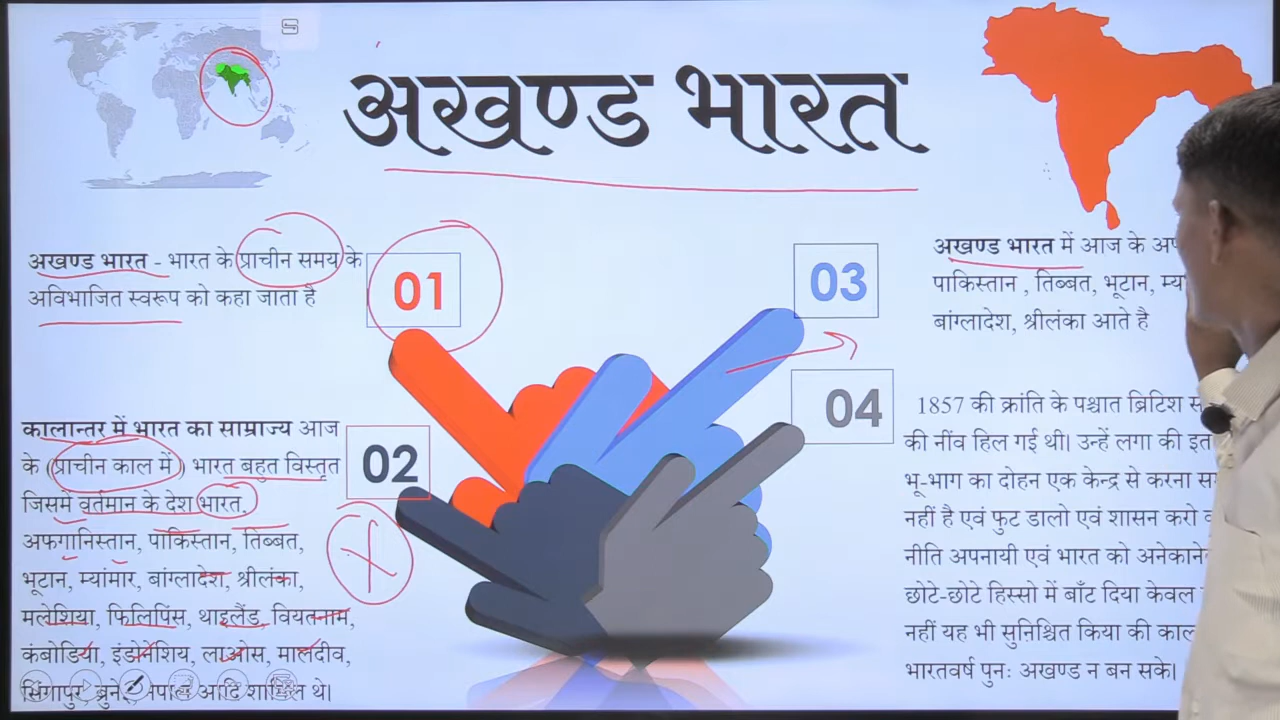 अखण्ड भारत
अखण्ड भारत - भारत के प्राचीन समय के
अविभाजित स्वरूप को कहा जाता है
01
कालान्तर में भारत का साम्राज्य आज
के (प्राचीन काल में) भारत बहुत विस्तृत
जिसमें वर्तमान के देश भारत,
अफगानिस्तान, पाकिस्तान, तिब्बत,
भूटान, म्यांमार, बांग्लादेश, श्रीलंका,
मलेशिया, फिलिपिंस, थाइलैंड, वियतनाम,
कंबोडिया, इंडोनेशिय, लाओस, मालदीव,
सिंगापुर, आदि शामिल थे।
02
03
अखण्ड भारत में आज के
पाकिस्तान , तिब्बत, भूटान,
बांग्लादेश, श्रीलंका आते है
04
1857 की क्रांति के पश्चात ब्रिटिश
की नींव हिल गई थी। उन्हें लगा की
भू-भाग का दोहन एक केन्द्र से करना
नहीं है एवं फुट डालो एवं शासन करो
नीति अपनायी एवं भारत को
छोटे-छोटे हिस्सो में बाँट दिया केवल
नहीं यह भी सुनिश्चित किया की
भारतवर्ष पुनः अखण्ड न बन सके।